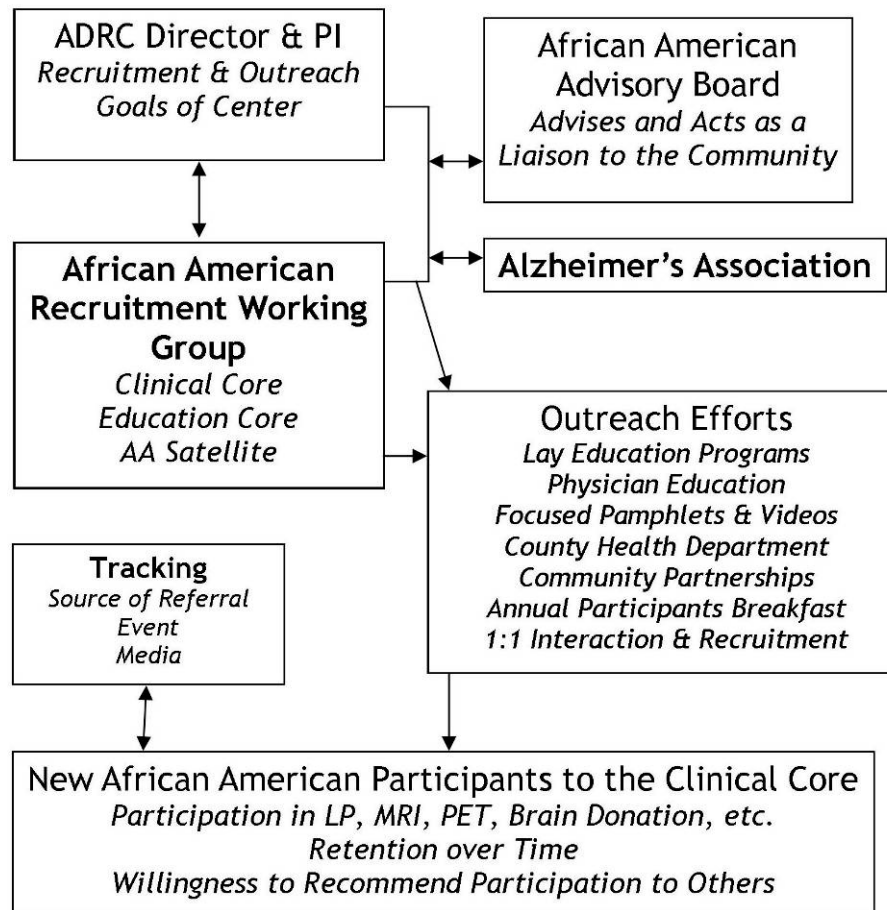 ADRC Director & PI
Recruitment & Outreach
Goals of Center
African American
Advisory Board
Advises and Acts as a
Liaison to the Community
African American
Recruitment Working
Group
Clinical Core
Education Core
AA Satellite
Alzheimer's Association
Outreach Efforts
Lay Education Programs
Physician Education
Focused Pamphlets & Videos
County Health Department
Community Partnerships
Annual Participants Breakfast
1:1 Interaction & Recruitment
Tracking
Source of Referral
Event
Media
New African American Participants to the Clinical Core
Participation in LP, MRI, PET, Brain Donation, etc.
Retention over Time
Willingness to Recommend Participation to Others